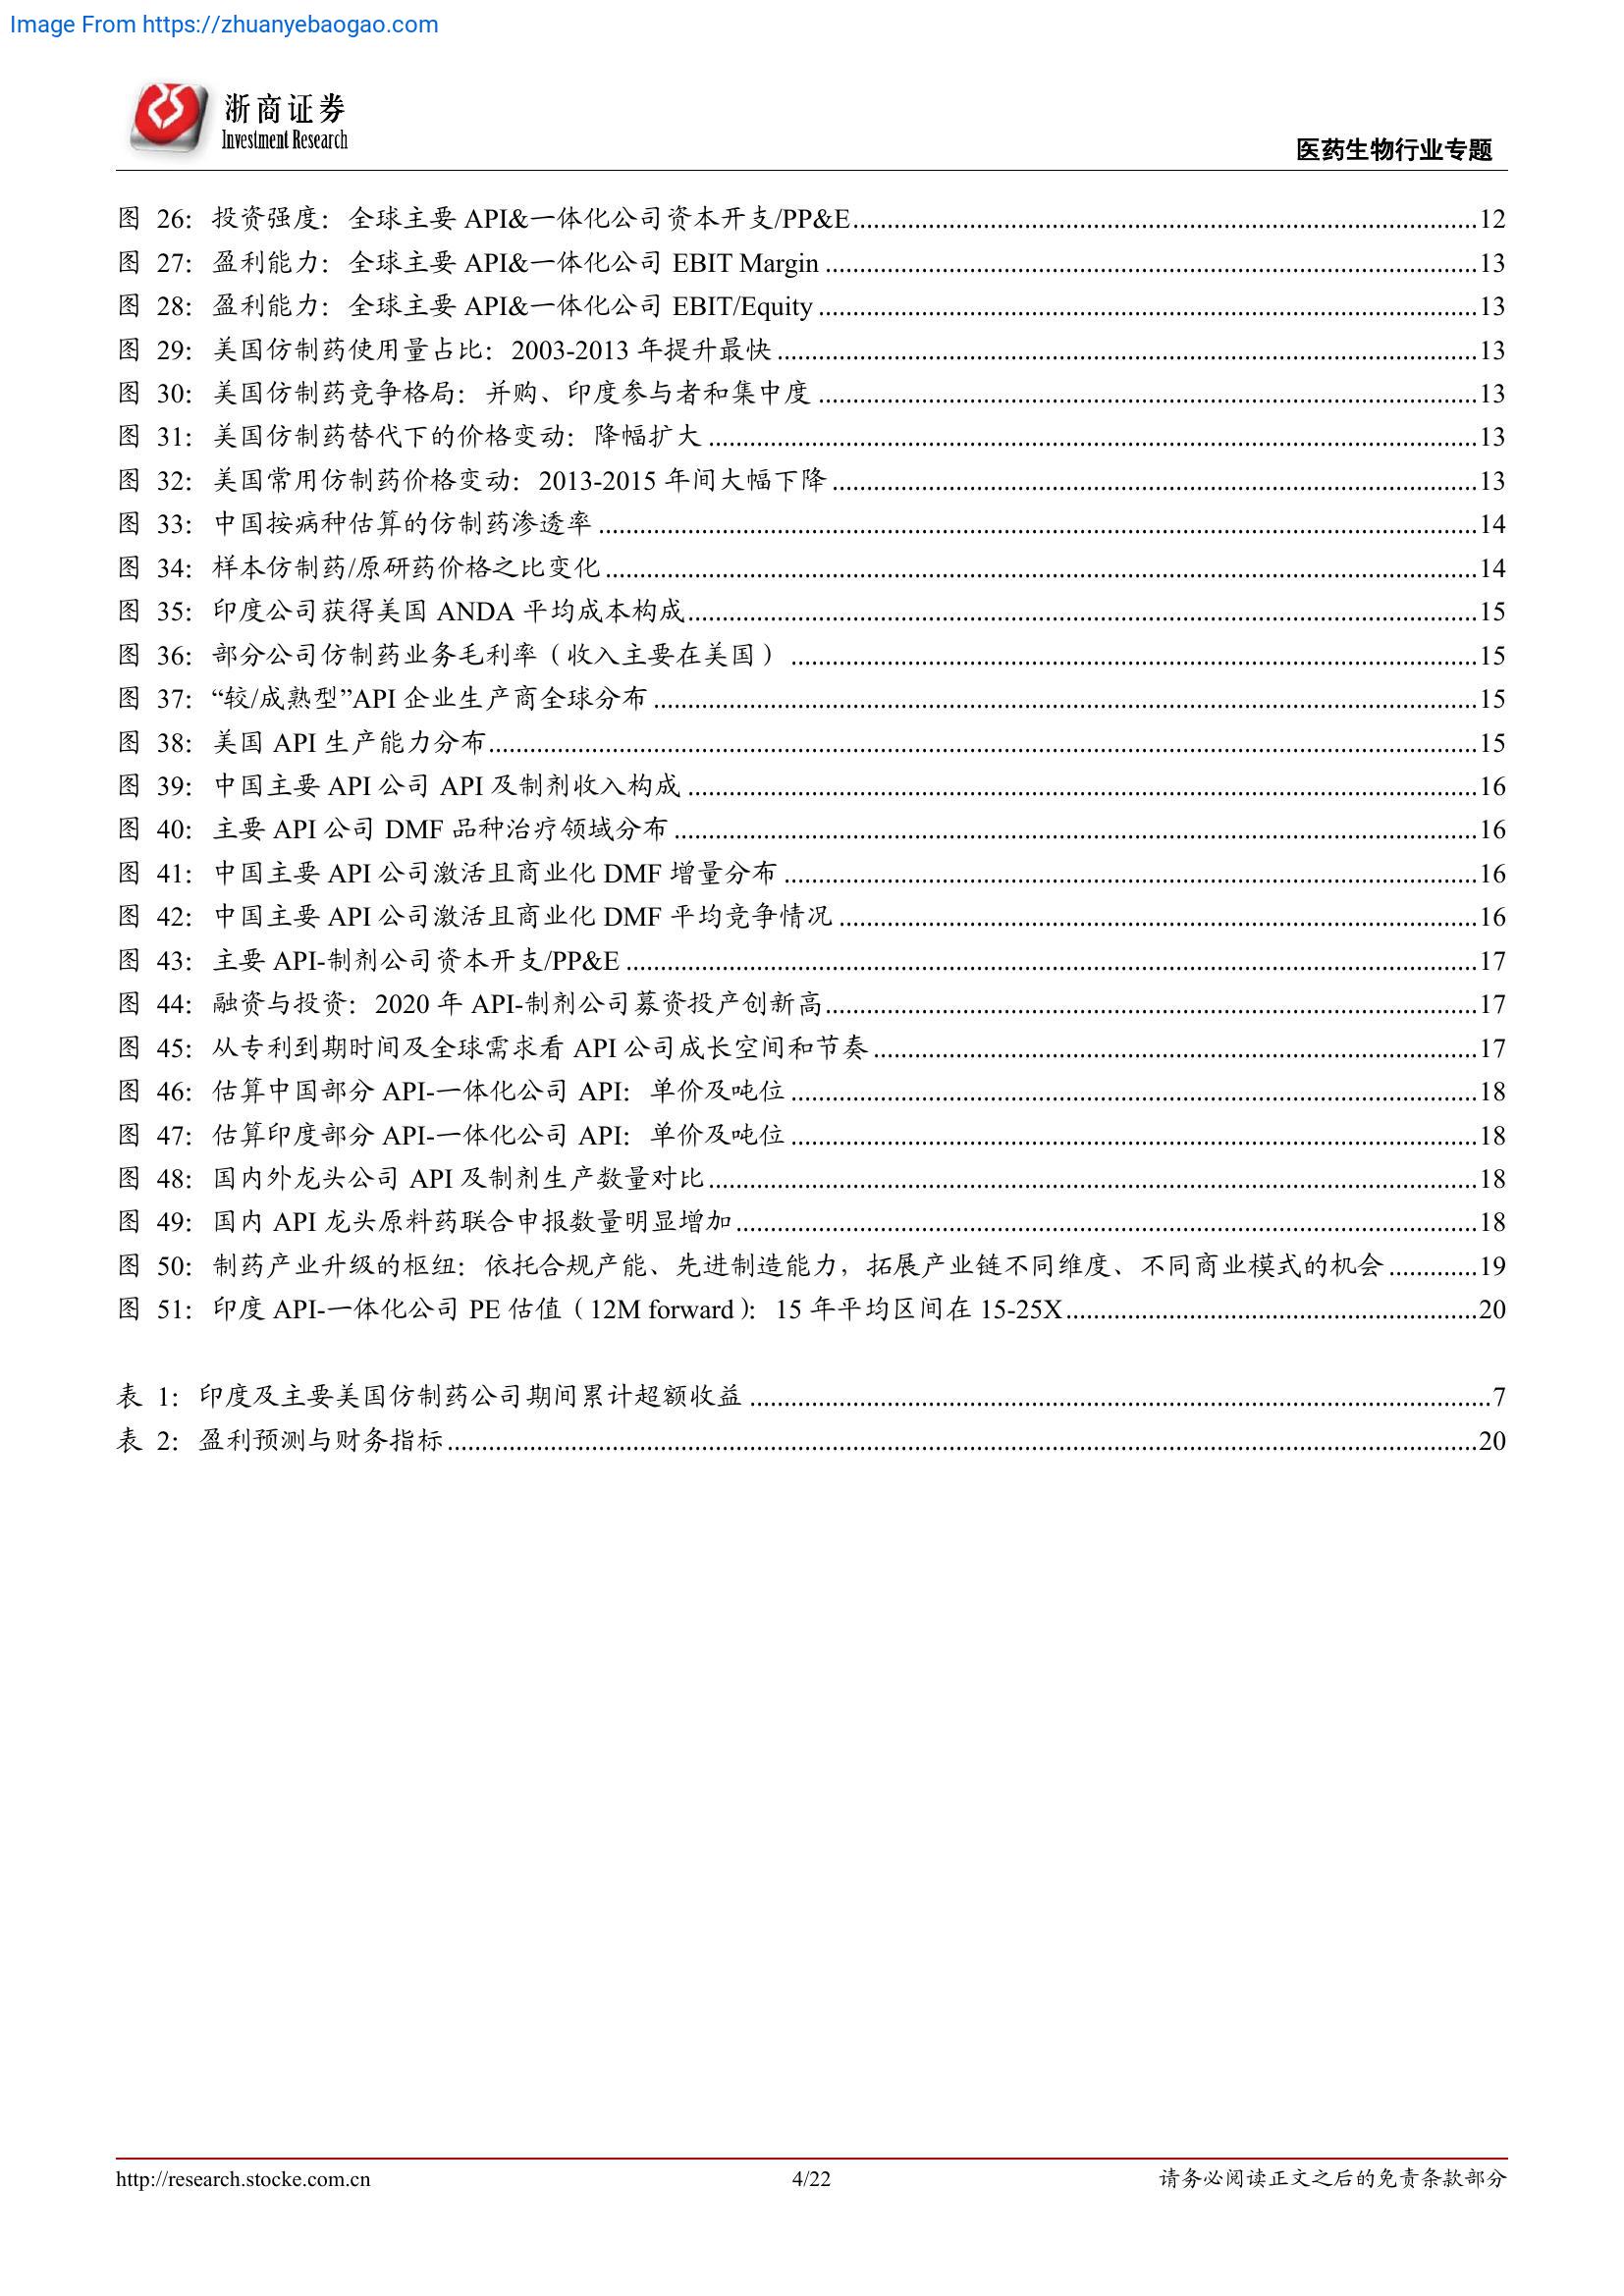 Image From https://zhuanyebaogao.com
浙商证券
Investment Research
医药生物行业专题
图 26：投资强度：全球主要 API&一体化公司资本开支/PP&E...12
图 27：盈利能力：全球主要 API&一体化公司 EBIT Margin...13
图 28：盈利能力：全球主要 API&一体化公司 EBIT/Equity...13
图 29：美国仿制药使用量占比：2003-2013 年提升最快...13
图 30：美国仿制药竞争格局：并购、印度参与者和集中度...13
图 31：美国仿制药替代下的价格变动：降幅扩大...13
图 32：美国常用仿制药价格变动：2013-2015 年间大幅下降...13
图 33：中国按病种估算的仿制药渗透率...14
图 34：样本仿制药/原研药价格之比变化...14
图 35：印度公司获得美国 ANDA 平均成本构成...15
图 36：部分公司仿制药业务毛利率（收入主要在美国）...15
图 37：“较/成熟型”API 企业生产商全球分布...15
图 38：美国 API 生产能力分布...15
图 39：中国主要 API 公司 API 及制剂收入构成...16
图 40：主要 API 公司 DMF 品种治疗领域分布...16
图 41：中国主要 API 公司激活且商业化 DMF 增量分布...16
图 42：中国主要 API 公司激活且商业化 DMF 平均竞争情况...16
图 43：主要 API-制剂公司资本开支/PP&E...17
图 44：融资与投资：2020 年 API-制剂公司募资投产创新高...17
图 45：从专利到期时间及全球需求看 API 公司成长空间和节奏...17
图 46：估算中国部分 API-一体化公司 API：单价及吨位...18
图 47：估算印度部分 API-一体化公司 API：单价及吨位...18
图 48：国内外龙头公司 API 及制剂生产数量对比...18
图 49：国内 API 龙头原料药联合申报数量明显增加...18
图 50：制药产业升级的枢纽：依托合规产能、先进制造能力，拓展产业链不同维度、不同商业模式的机会...19
图 51：印度 API-一体化公司 PE 估值（12M forward）：15 年平均区间在 15-25X...20
表 1：印度及主要美国仿制药公司期间累计超额收益...7
表 2：盈利预测与财务指标...20
http://research.stocke.com.cn
4/22
请务必阅读正文之后的免责条款部分